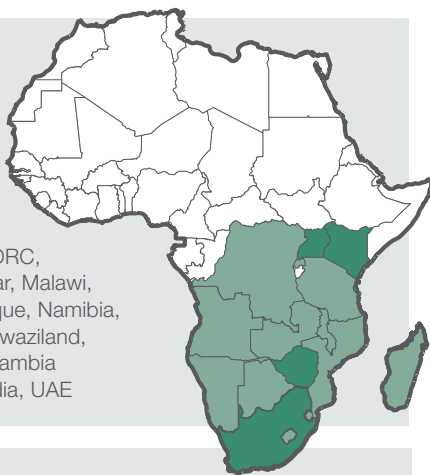 DRC,
ar, Malawi,
que, Namibia,
waziland,
ambia
dia, UAE